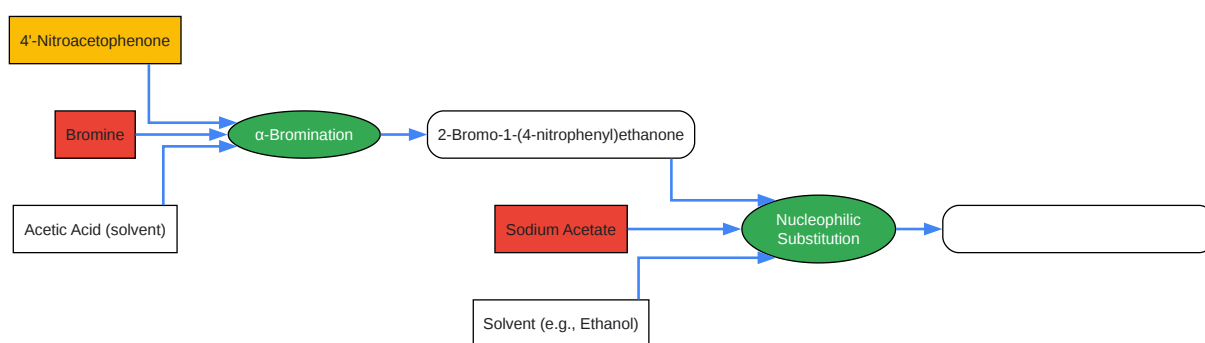 4'-Nitroacetophenone
Bromine
α-Bromination
2-Bromo-1-(4-nitrophenyl)ethanone
Acetic Acid (solvent)
Sodium Acetate
Nucleophilic
Substitution
Solvent (e.g., Ethanol)